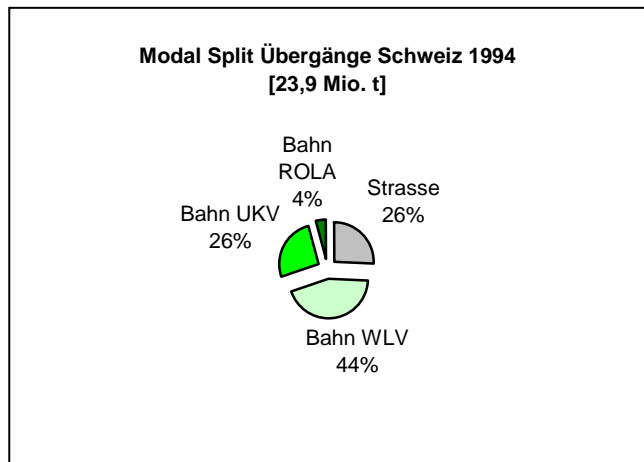 Modal Split Übergänge Schweiz 1994
[23,9 Mio. t]
Bahn
ROLA
4%
Strasse
26%
Bahn UKV
26%
Bahn WLV
44%